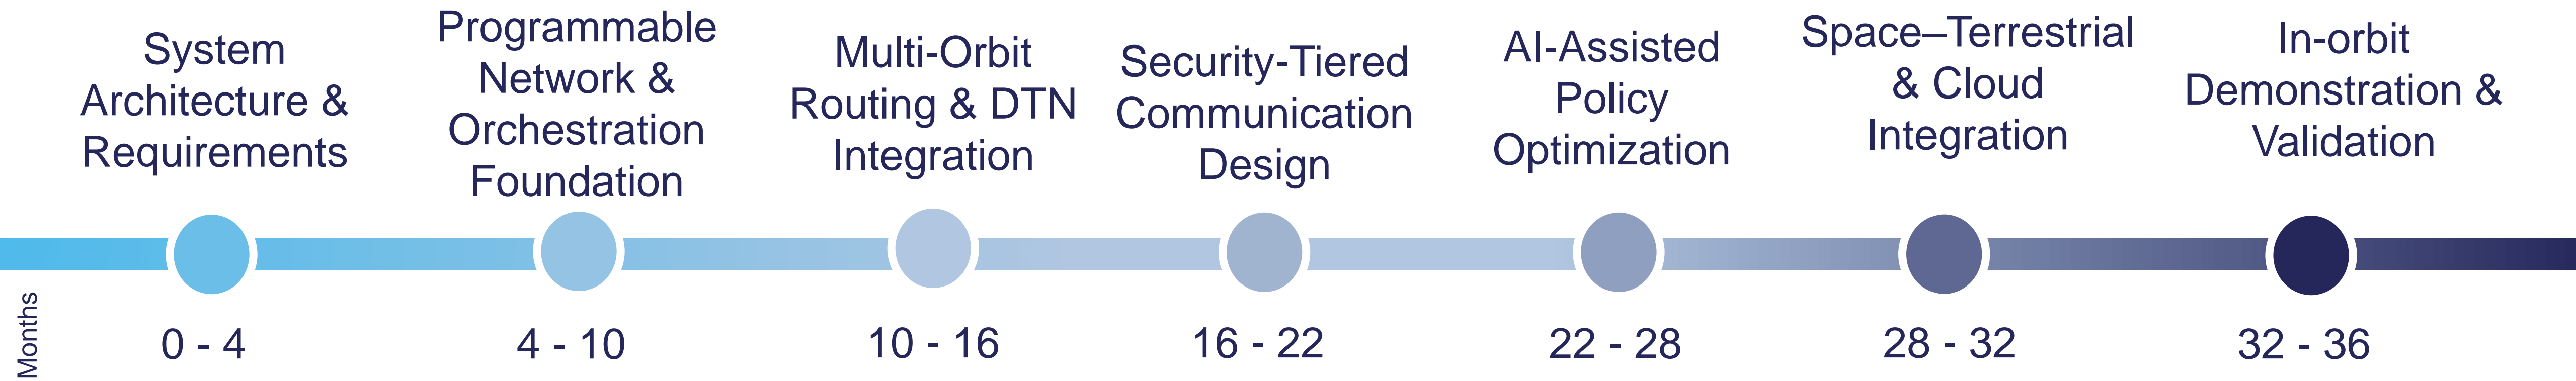 System
Architecture &
Requirements
Programmable
Network &
Orchestration
Foundation
Multi-Orbit
Routing & DTN
Integration
Security-Tiered
Communication
Design
AI-Assisted
Policy
Optimization
Space–Terrestrial
& Cloud
Integration
In-orbit
Demonstration &
Validation
Months
0 - 4
4 - 10
10 - 16
16 - 22
22 - 28
28 - 32
32 - 36